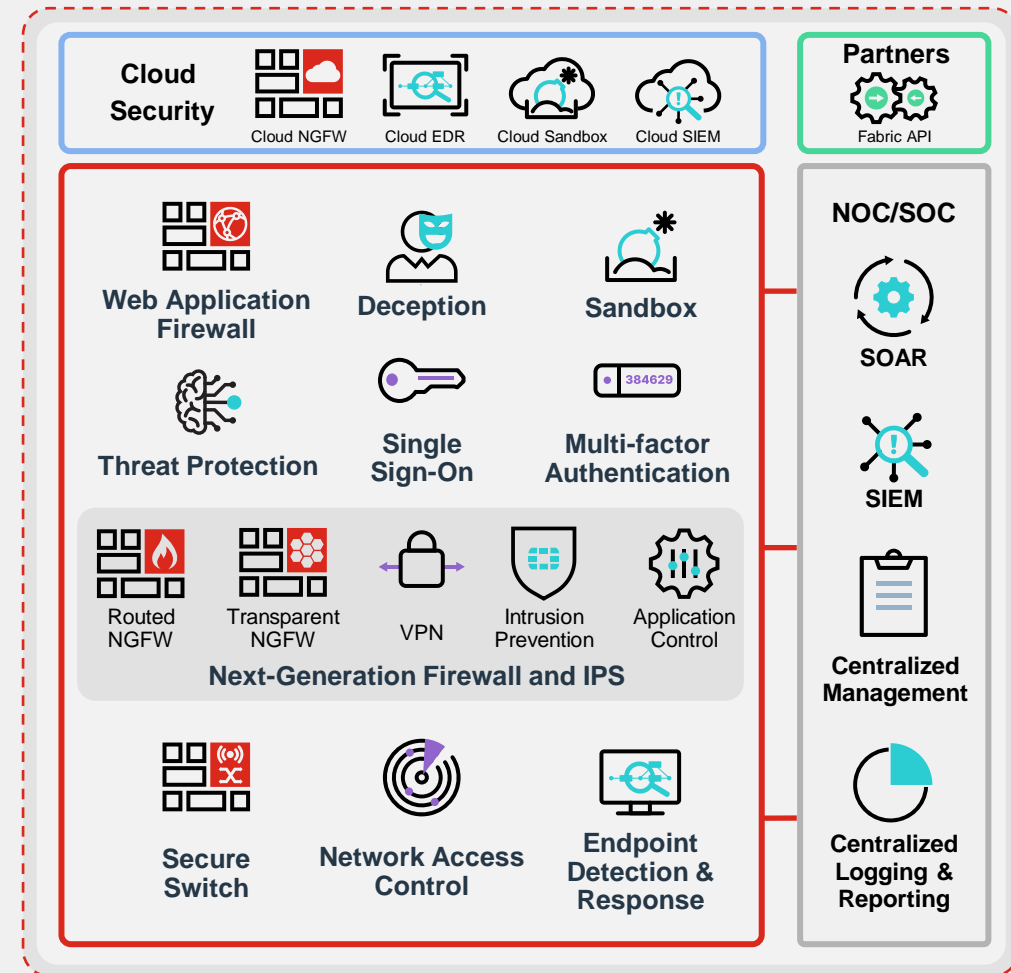 Cloud
Security
Cloud NGFW
Cloud EDR
Cloud Sandbox
Cloud SIEM
Partners
Fabric API
Web Application
Firewall
Deception
Sandbox
Threat Protection
Single
Sign-On
384629
Multi-factor
Authentication
Routed
NGFW
Transparent
NGFW
VPN
Intrusion
Prevention
Application
Control
Next-Generation Firewall and IPS
Secure
Switch
Network Access
Control
Endpoint
Detection &
Response
NOC/SOC
SOAR
!
SIEM
Centralized
Management
Centralized
Logging &
Reporting